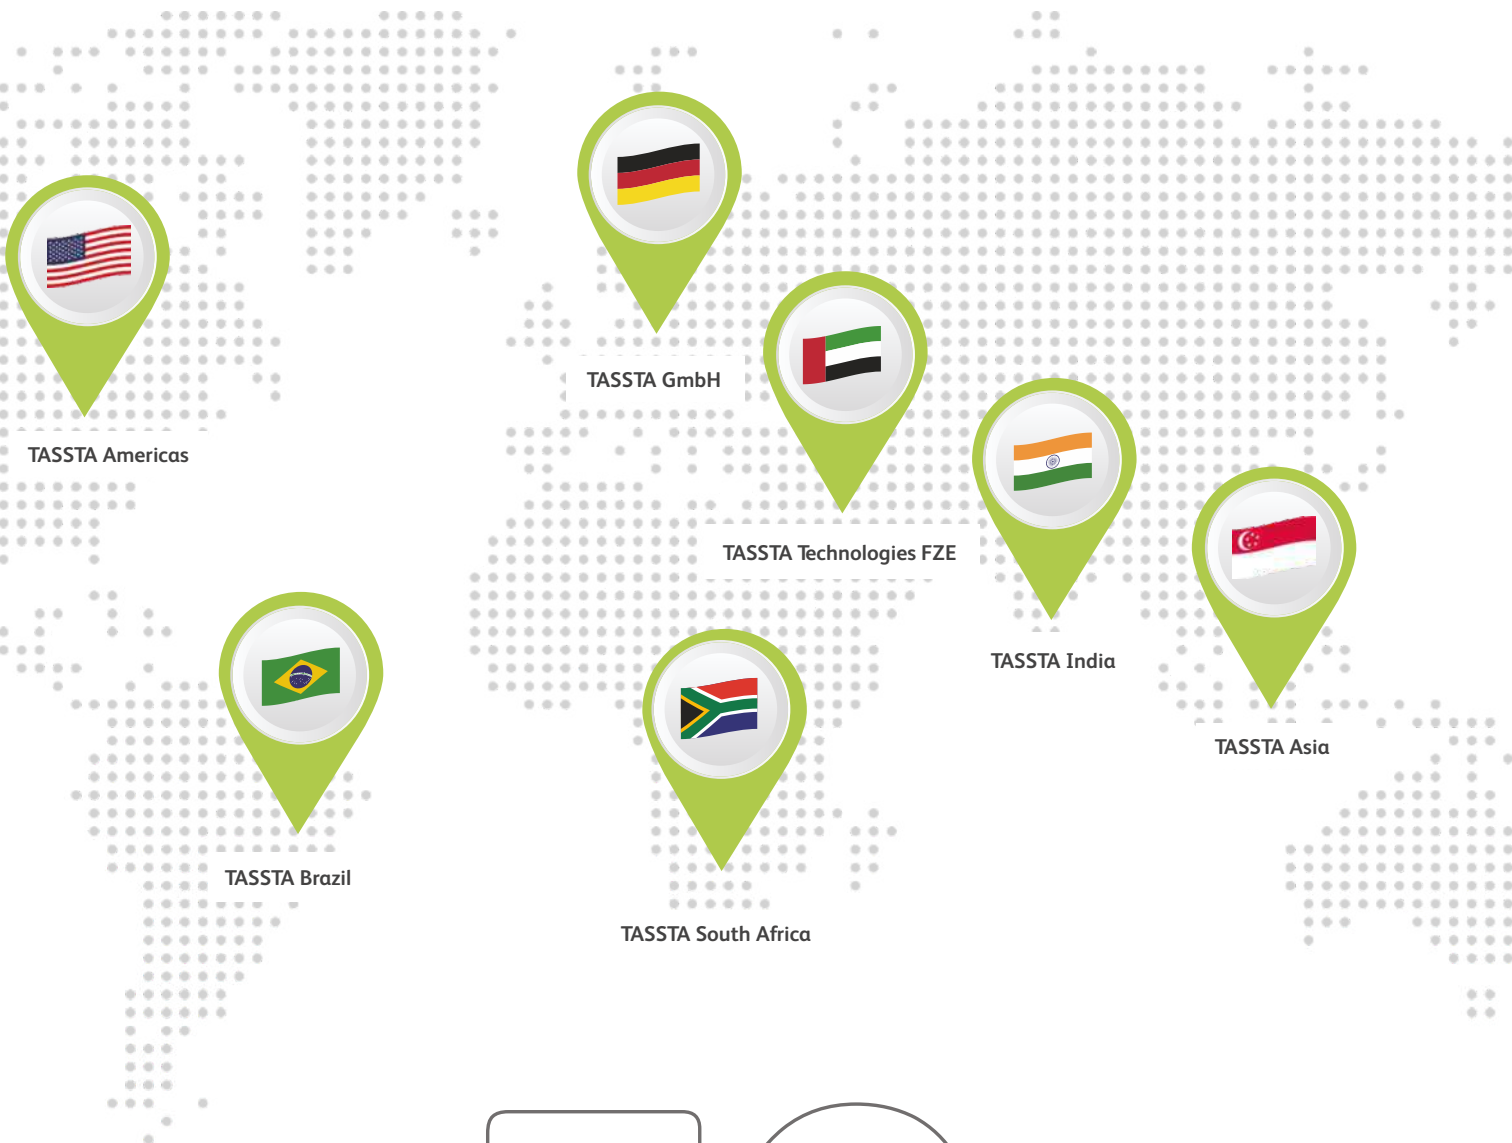 TASSTA GmbH
TASSTA Americas
TASSTA Technologies FZE
TASSTA India
TASSTA Asia
TASSTA Brazil
TASSTA South Africa